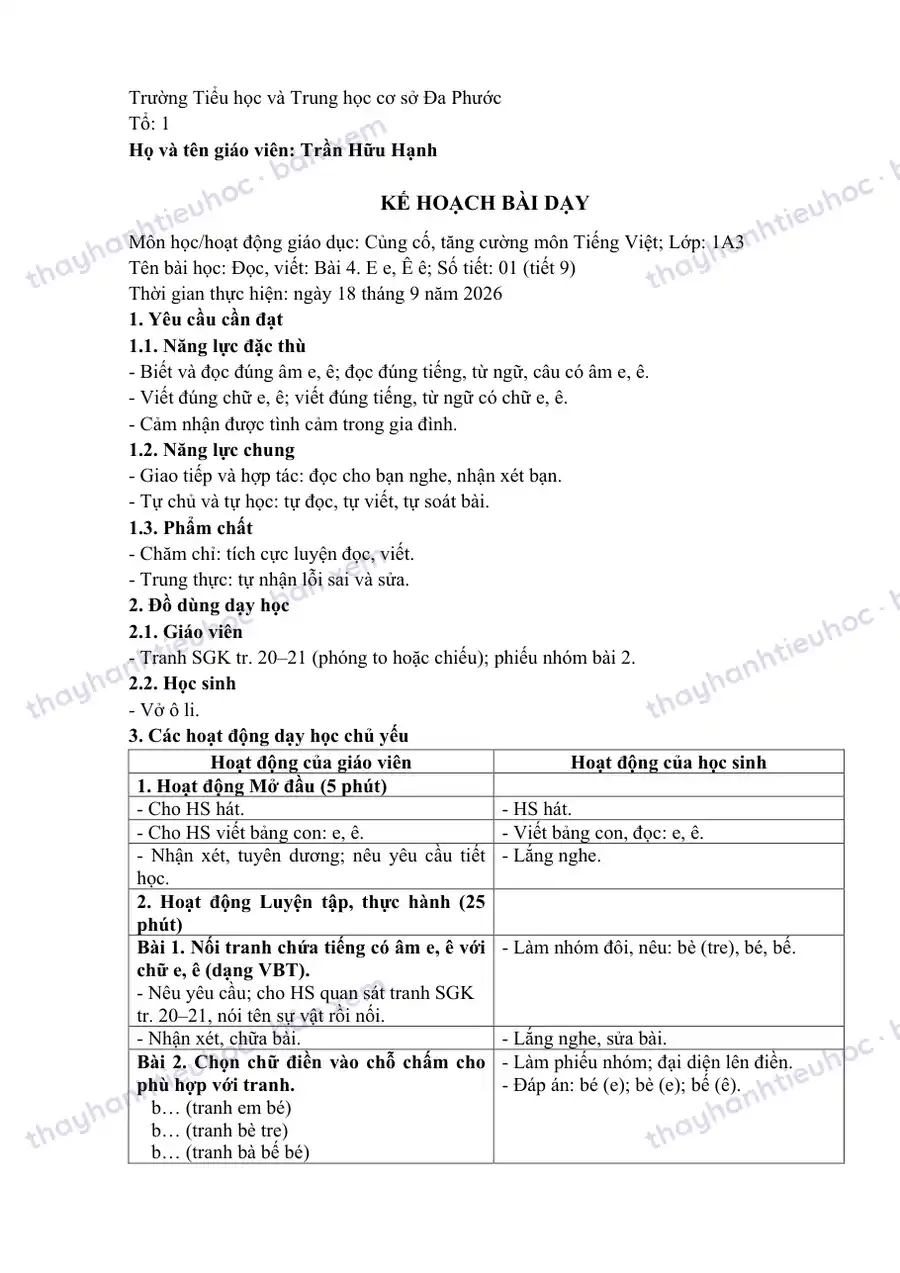 Trường Tiểu học và Trung học cơ sở Đa Phước
Tổ: 1
Họ và tên giáo viên: Trần Hữu Hạnh
KẾ HOẠCH BÀI DẠY
Môn học/hoạt động giáo dục: Củng cố, tăng cường môn Tiếng Việt; Lớp: 1A3
Tên bài học: Đọc, viết: Bài 4. E e, Ê ê; Số tiết: 01 (tiết 9)
Thời gian thực hiện: ngày 18 tháng 9 năm 2026
1. Yêu cầu cần đạt
1.1. Năng lực đặc thù
- Biết và đọc đúng âm e, ê; đọc đúng tiếng, từ ngữ, câu có âm e, ê.
- Viết đúng chữ e, ê; viết đúng tiếng, từ ngữ có chữ e, ê.
- Cảm nhận được tình cảm trong gia đình.
1.2. Năng lực chung
- Giao tiếp và hợp tác: đọc cho bạn nghe, nhận xét bạn.
- Tự chủ và tự học: tự đọc, tự viết, tự soát bài.
1.3. Phẩm chất
- Chăm chỉ: tích cực luyện đọc, viết.
- Trung thực: tự nhận lỗi sai và sửa.
2. Đồ dùng dạy học
2.1. Giáo viên
- Tranh SGK tr. 20–21 (phóng to hoặc chiếu); phiếu nhóm bài 2.
2.2. Học sinh
- Vở ô li.
3. Các hoạt động dạy học chủ yếu
Hoạt động của giáo viên
Hoạt động của học sinh
1. Hoạt động Mở đầu (5 phút)
- Cho HS hát.
- HS hát.
- Cho HS viết bảng con: e, ê.
- Viết bảng con, đọc: e, ê.
- Nhận xét, tuyên dương; nêu yêu cầu tiết
học.
- Lắng nghe.
2. Hoạt động Luyện tập, thực hành (25
phút)
Bài 1. Nối tranh chứa tiếng có âm e, ê với
chữ e, ê (dạng VBT).
- Nêu yêu cầu; cho HS quan sát tranh SGK
tr. 20–21, nói tên sự vật rồi nối.
- Làm nhóm đôi, nêu: bè (tre), bé, bế.
- Nhận xét, chữa bài.
- Lắng nghe, sửa bài.
Bài 2. Chọn chữ điền vào chỗ chấm cho
phù hợp với tranh.
b… (tranh em bé)
b… (tranh bè tre)
b… (tranh bà bế bé)
- Làm phiếu nhóm; đại diện lên điền.
- Đáp án: bé (e); bè (e); bế (ê).
thayhanhtieuhoc · bản xem
thayhanhtieuhoc · b
thayhanhtieuhoc · bản xem
thayhanhtieuhoc · b
thayhanhtieuhoc · bản xem
thayhanhtieuhoc · b